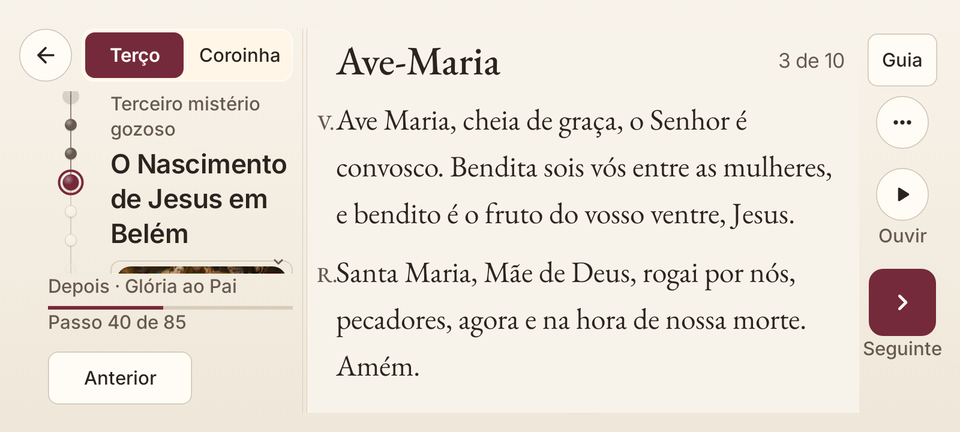 Terço
Coroinha
Terceiro mistério
gozoso
O Nascimento
de Jesus em
Belém
Depois · Glória ao Pai
Passo 40 de 85
Anterior
Ave-Maria
3 de 10
V. Ave Maria, cheia de graça, o Senhor é
convosco. Bendita sois vós entre as mulheres,
e bendito é o fruto do vosso ventre, Jesus.
R. Santa Maria, Mãe de Deus, rogai por nós,
pecadores, agora e na hora de nossa morte.
Amém.
Guia
Ouvir
Seguinte